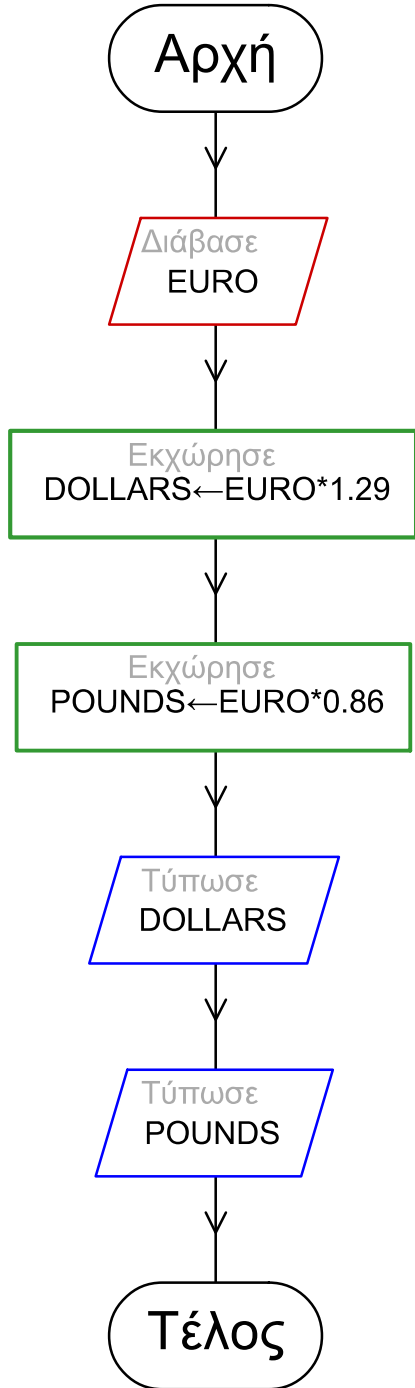 Αρχή
Διάβασε
EURO
Εκχώρησε
DOLLARS←EURO*1.29
Εκχώρησε
POUNDS←EURO*0.86
Τύπωσε
DOLLARS
Τύπωσε
POUNDS
Τέλος